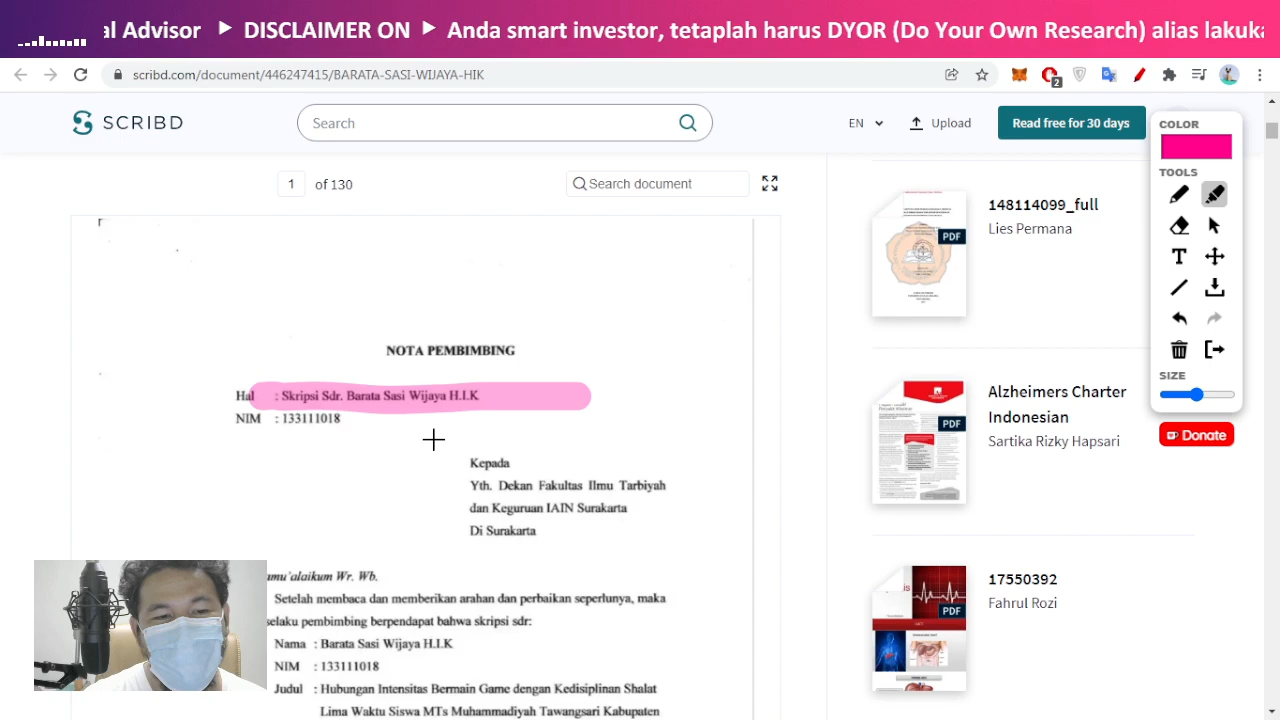 al Advisor ▶ DISCLAIMER ON ▶ Anda smart investor, tetaplah harus DYOR (Do Your Own Research) alias
scribd.com/document/446247415/BARATA-SASI-WIJAYA-HIK
2
SCRIBD
Search
EN
Upload
Read free for 30 days
1 of 130
Search document
NOTA PEMBIMBING
Hal : Skripsi Sdr. Barata Sasi Wijaya H.I.K
NIM : 133111018
Kepada
Yth. Dekan Fakultas Ilmu Tarbiyah
dan Keguruan IAIN Surakarta
Di Surakarta
amu'alaikum Wr. Wb.
Setelah membaca dan memberikan arahan dan perbaikan seperlunya, maka
selaku pembimbing berpendapat bahwa skripsi sdr:
Nama : Barata Sasi Wijaya H.I.K
NIM : 133111018
Judul : Hubungan Intensitas Bermain Game dengan Kedisiplinan Shalat
Lima Waktu Siswa MTs Muhammadiyah Tawangsari Kabupaten
PDF
148114099_full
Lies Permana
PDF
Alzheimers Charter
Indonesian
Sartika Rizky Hapsari
PDF
17550392
Fahrul Rozi
COLOR
TOOLS
T
SIZE
Donate